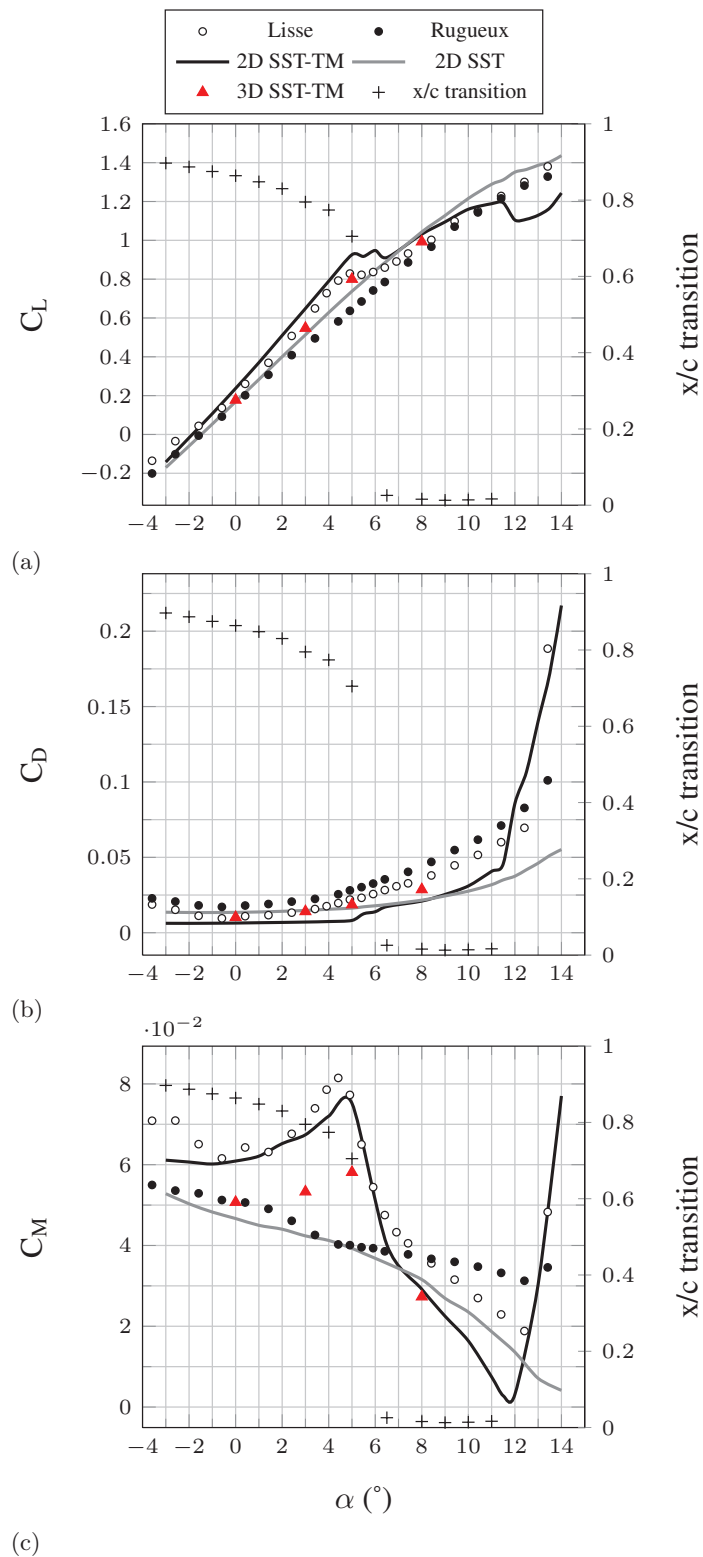 Lisse Rugueux
2D SST-TM 2D SST
3D SST-TM x/c transition
1.6
1.4
1.2
1
0.8
0.6
0.4
0.2
0
−0.2
C_L
1
0.8
0.6
0.4
0.2
0
x/c transition
−4 −2 0 2 4 6 8 10 12 14
(a)
0.2
0.15
0.1
0.05
0
C_D
1
0.8
0.6
0.4
0.2
0
x/c transition
−4 −2 0 2 4 6 8 10 12 14
(b)
·10^−2
8
6
4
2
0
C_M
1
0.8
0.6
0.4
0.2
0
x/c transition
−4 −2 0 2 4 6 8 10 12 14
α (°)
(c)